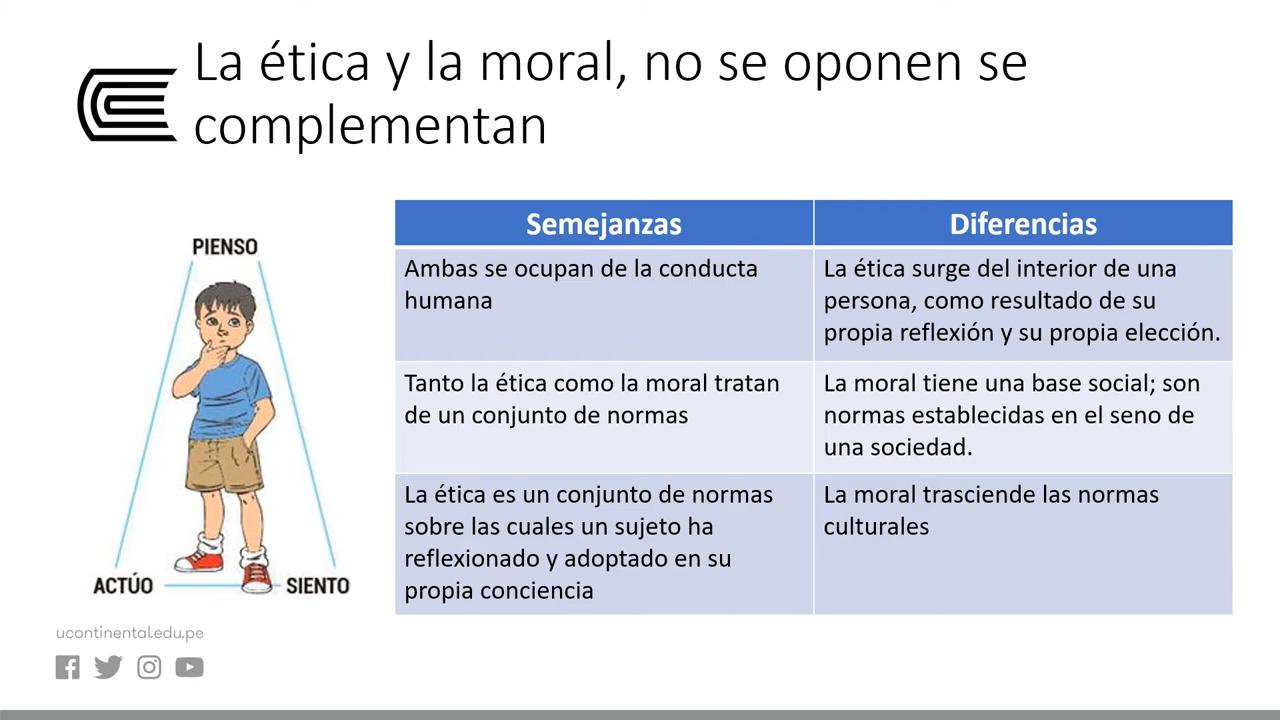 La ética y la moral, no se oponen se
complementan
PIENSO
ACTÚO
SIENTO
Semejanzas
Diferencias
Ambas se ocupan de la conducta
humana
La ética surge del interior de una
persona, como resultado de su
propia reflexión y su propia elección.
Tanto la ética como la moral tratan
de un conjunto de normas
La moral tiene una base social; son
normas establecidas en el seno de
una sociedad.
La ética es un conjunto de normas
sobre las cuales un sujeto ha
reflexionado y adoptado en su
propia conciencia
La moral trasciende las normas
culturales
ucontinental.edu.pe